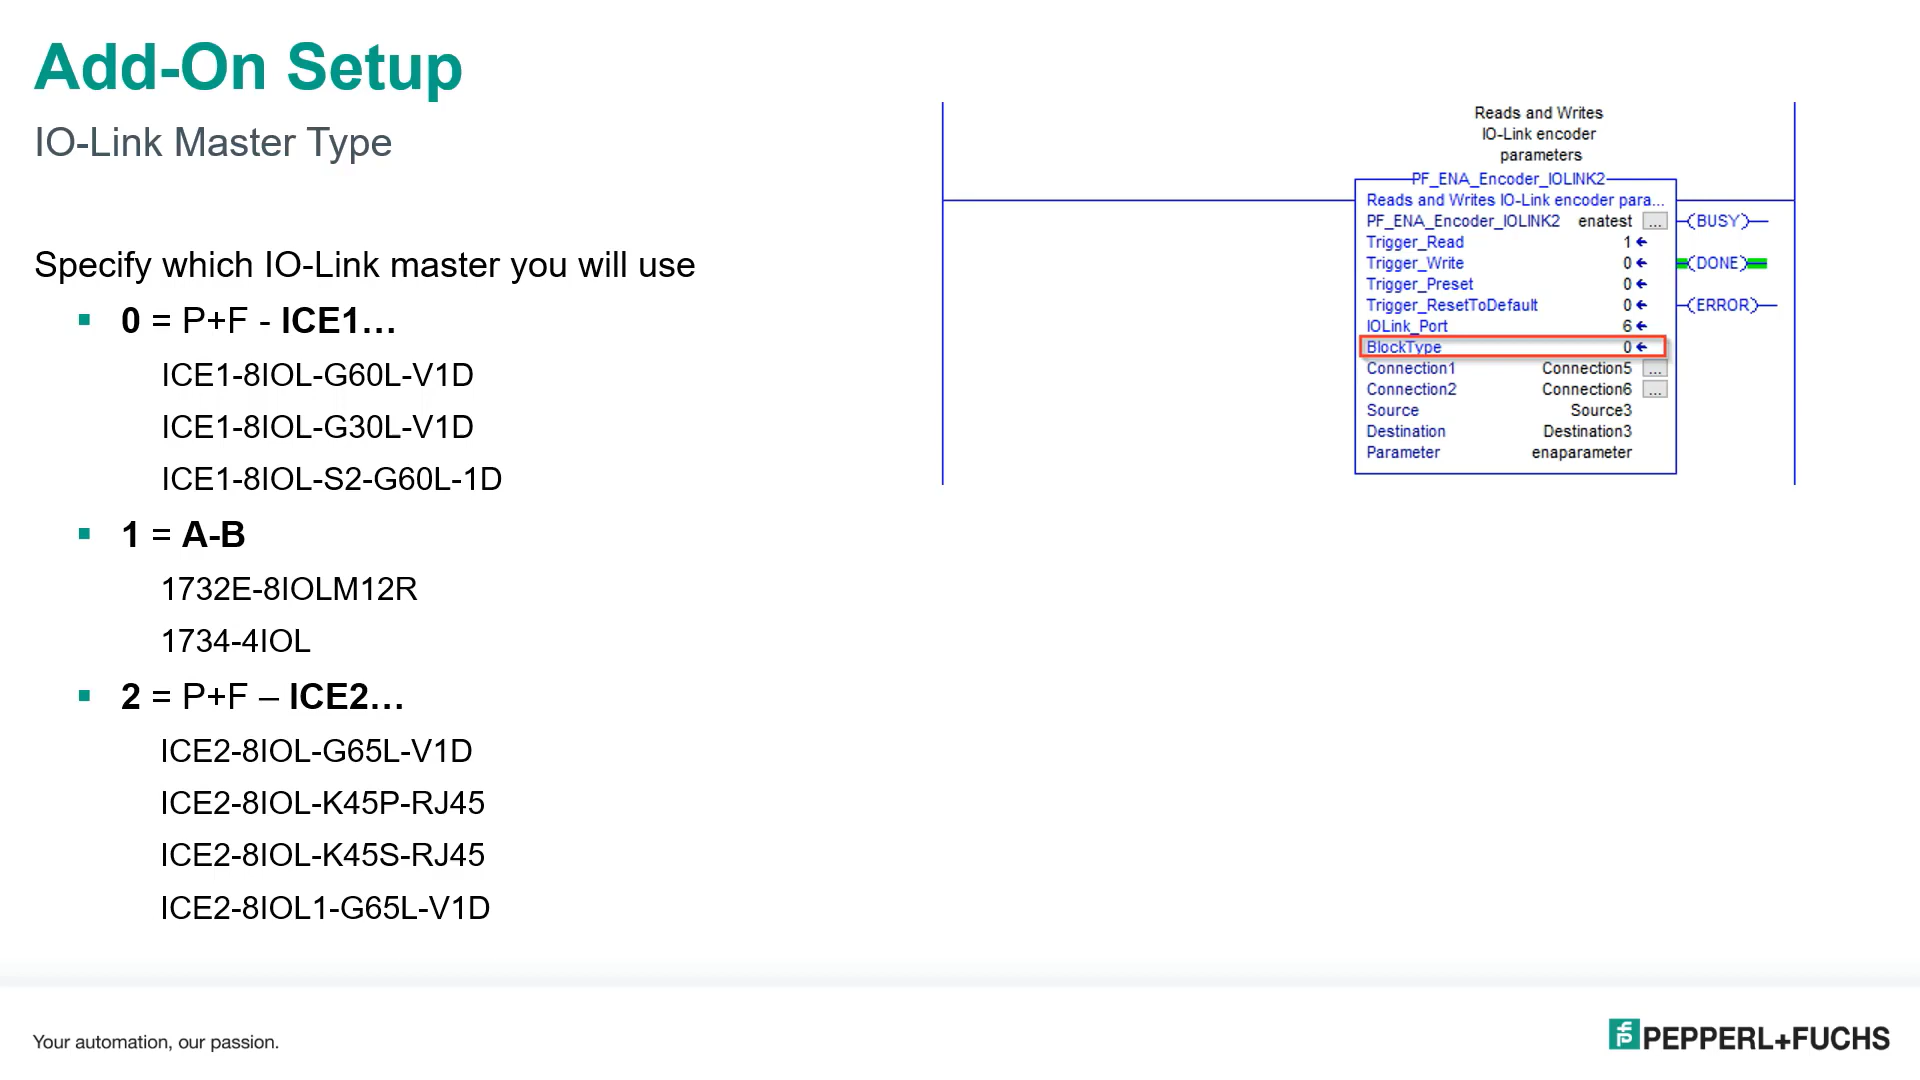 Add-On Setup
IO-Link Master Type
Specify which IO-Link master you will use
▪ 0 = P+F - ICE1…
ICE1-8IOL-G60L-V1D
ICE1-8IOL-G30L-V1D
ICE1-8IOL-S2-G60L-1D
▪ 1 = A-B
1732E-8IOLM12R
1734-4IOL
▪ 2 = P+F – ICE2…
ICE2-8IOL-G65L-V1D
ICE2-8IOL-K45P-RJ45
ICE2-8IOL-K45S-RJ45
ICE2-8IOL1-G65L-V1D
Reads and Writes
IO-Link encoder
parameters
PF_ENA_Encoder_IOLINK2
Reads and Writes IO-Link encoder para...
PF_ENA_Encoder_IOLINK2 enatest ... (BUSY)
Trigger_Read 1
Trigger_Write 0 (DONE)
Trigger_Preset 0
Trigger_ResetToDefault 0 (ERROR)
IOLink_Port 6
BlockType 0
Connection1 Connection5 ...
Connection2 Connection6 ...
Source Source3
Destination Destination3
Parameter enaparameter
Your automation, our passion.
PEPPERL+FUCHS